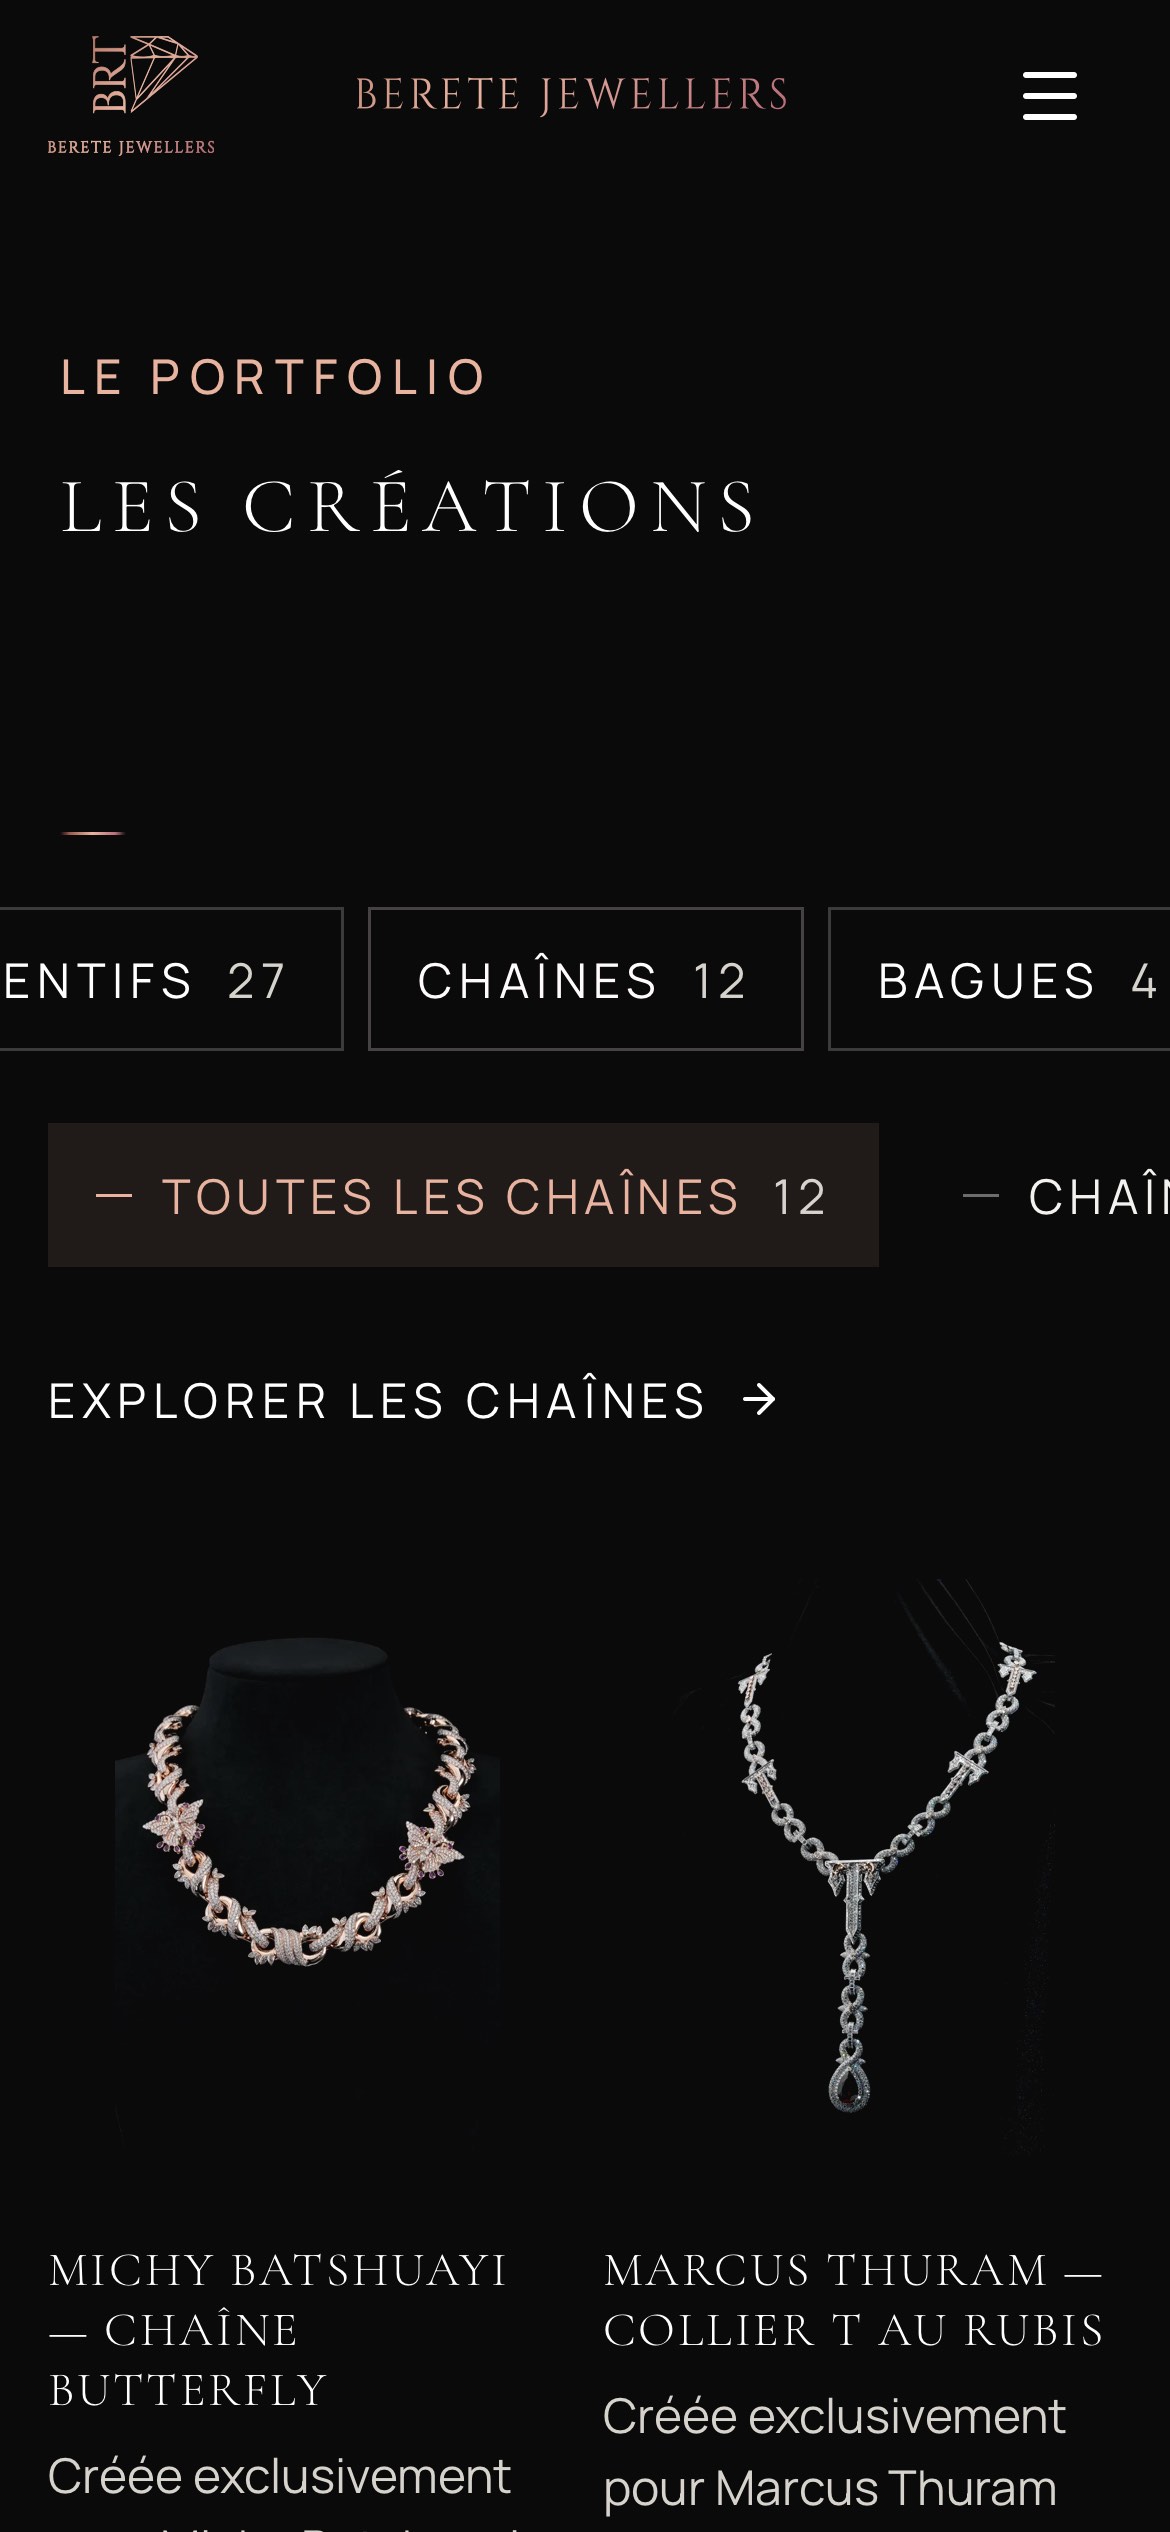 BRT
BERETE JEWELLERS
BERETE JEWELLERS
LE PORTFOLIO
LES CRÉATIONS
ENTIFS 27
CHAÎNES 12
BAGUES 4
— TOUTES LES CHAÎNES 12
— CHAÎN
EXPLORER LES CHAÎNES →
MICHY BATSHUAYI
— CHAÎNE
BUTTERFLY
Créée exclusivement
MARCUS THURAM —
COLLIER T AU RUBIS
Créée exclusivement
pour Marcus Thuram